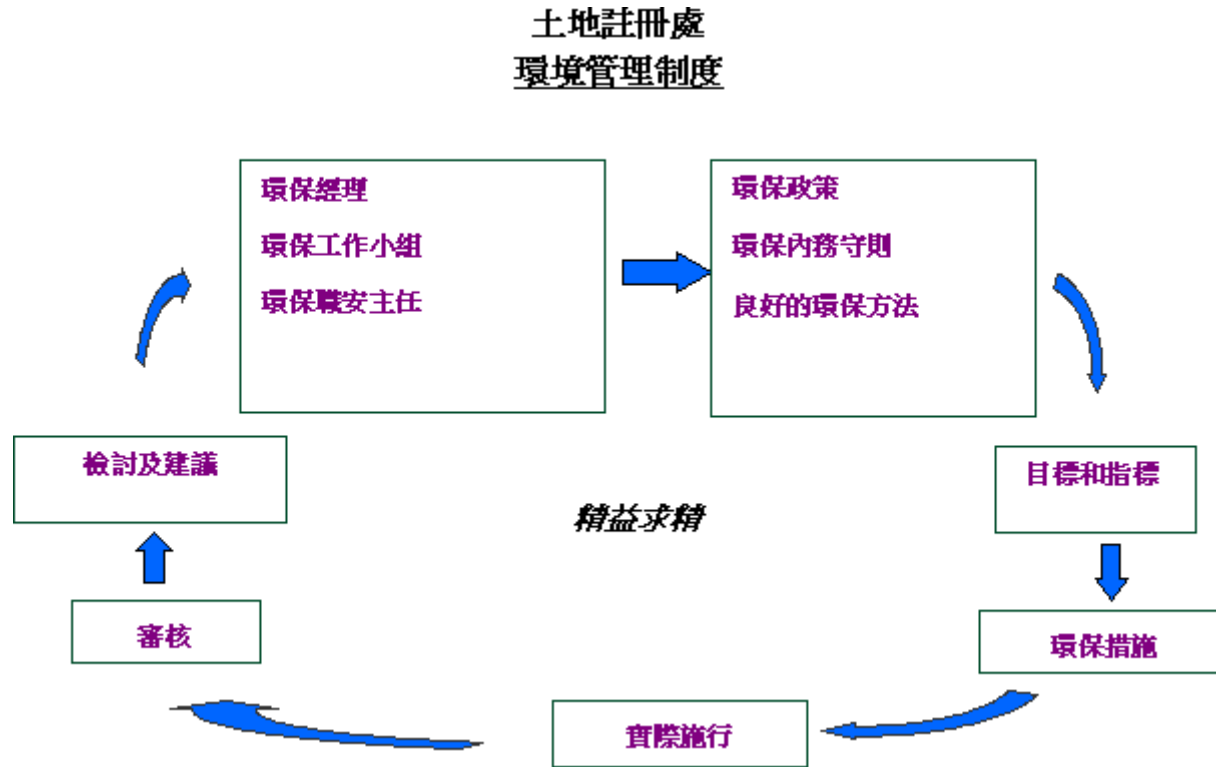 土地註冊處
環境管理制度
環保經理
環保工作小組
環保職安主任
環保政策
環保內務守則
良好的環保方法
檢討及建議
目標和指標
精益求精
審核
環保措施
實際施行